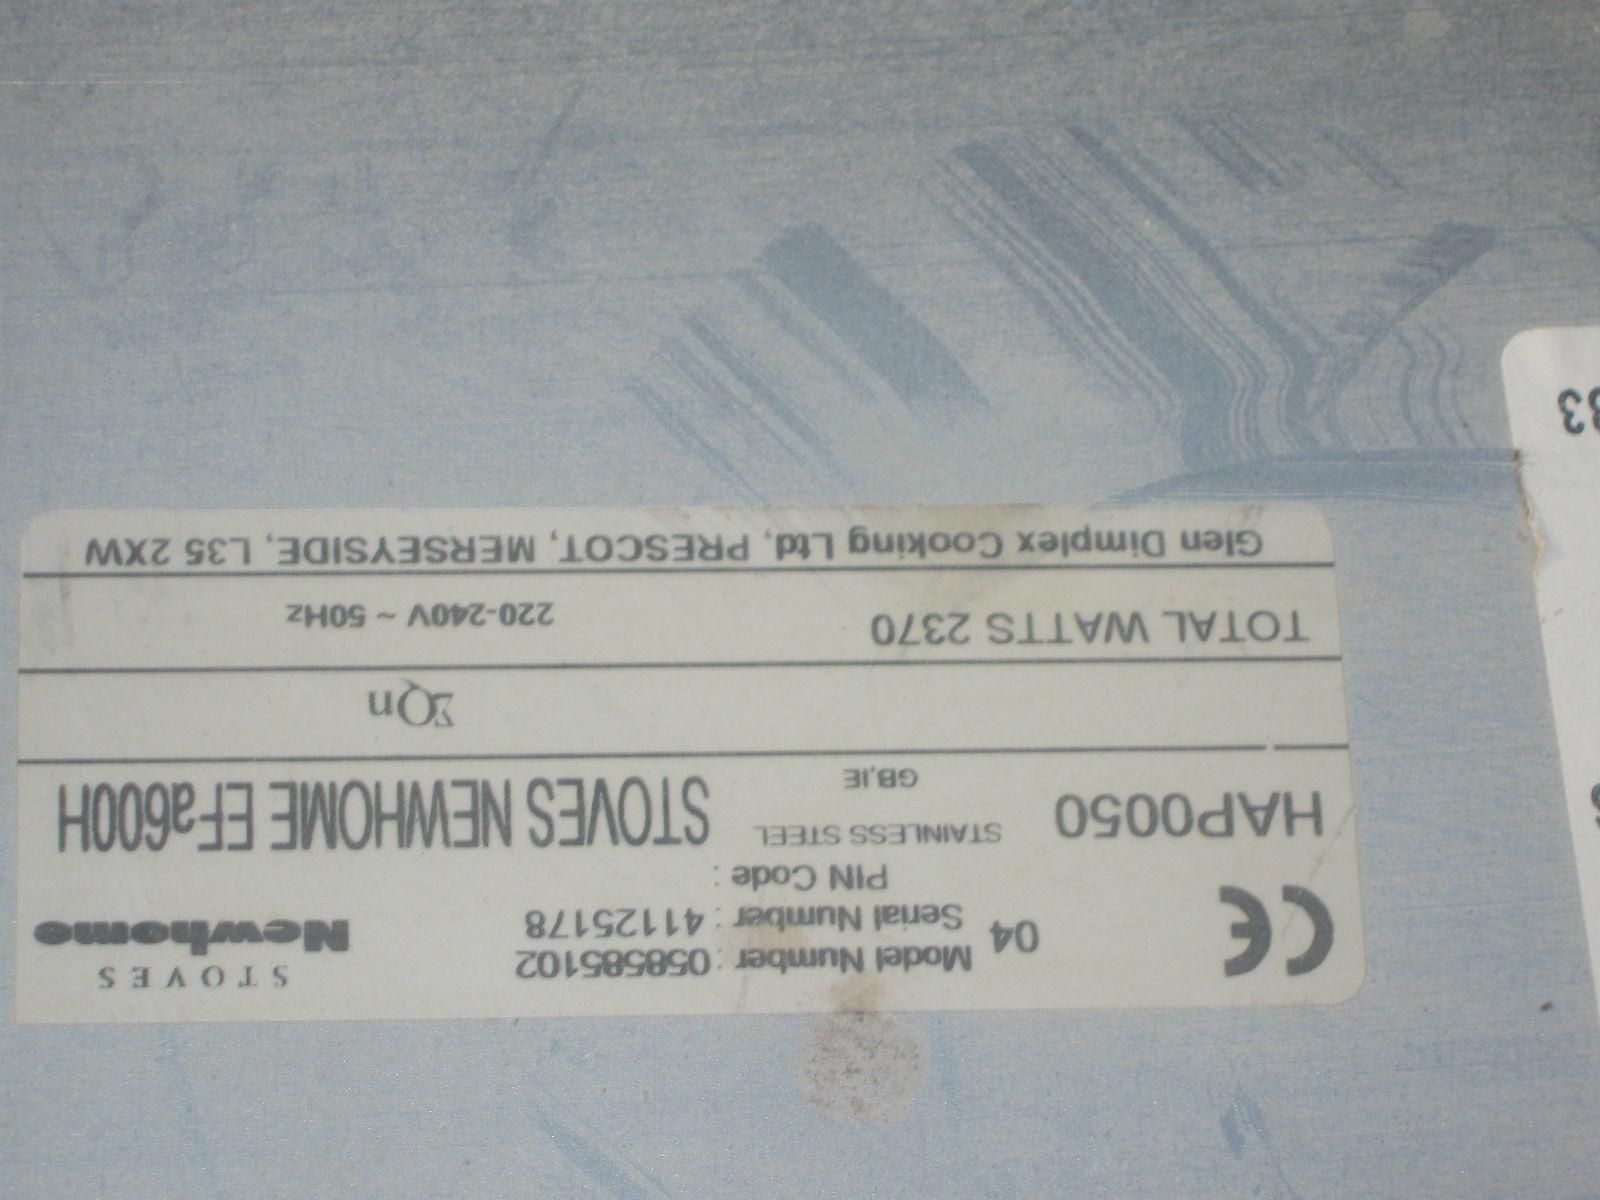 CE 04
Model Number : 058585102
Serial Number : 41125178
PIN Code :
STOVES
Newhome
HAP0050
STAINLESS STEEL
GB,IE
STOVES NEWHOME EFa600H
ΣQn
TOTAL WATTS 2370
220-240V ~ 50Hz
Glen Dimplex Cooking Ltd, PRESCOT, MERSEYSIDE, L35 2XW